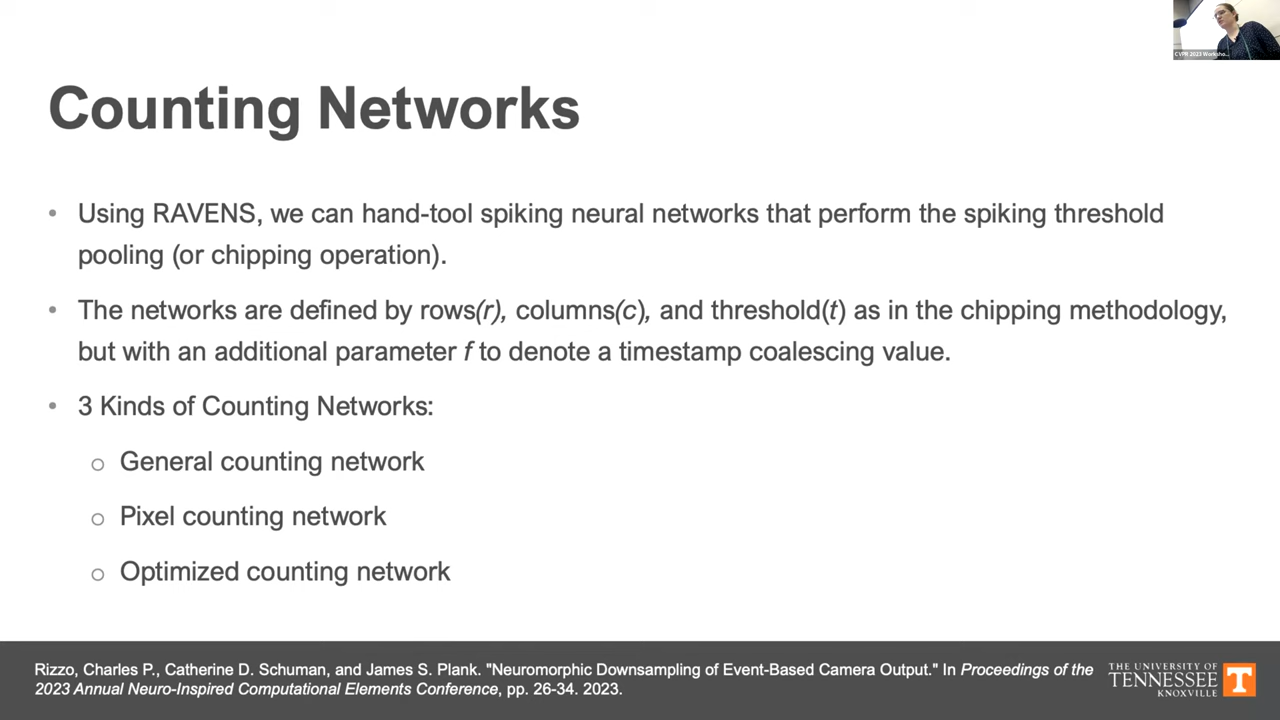 CVPR 2023 Worksho...
Counting Networks
• Using RAVENS, we can hand-tool spiking neural networks that perform the spiking threshold
pooling (or chipping operation).
• The networks are defined by rows(r), columns(c), and threshold(t) as in the chipping methodology,
but with an additional parameter f to denote a timestamp coalescing value.
• 3 Kinds of Counting Networks:
○ General counting network
○ Pixel counting network
○ Optimized counting network
Rizzo, Charles P., Catherine D. Schuman, and James S. Plank. "Neuromorphic Downsampling of Event-Based Camera Output." In Proceedings of the
2023 Annual Neuro-Inspired Computational Elements Conference, pp. 26-34. 2023.
THE UNIVERSITY OF
TENNESSEE
KNOXVILLE
T